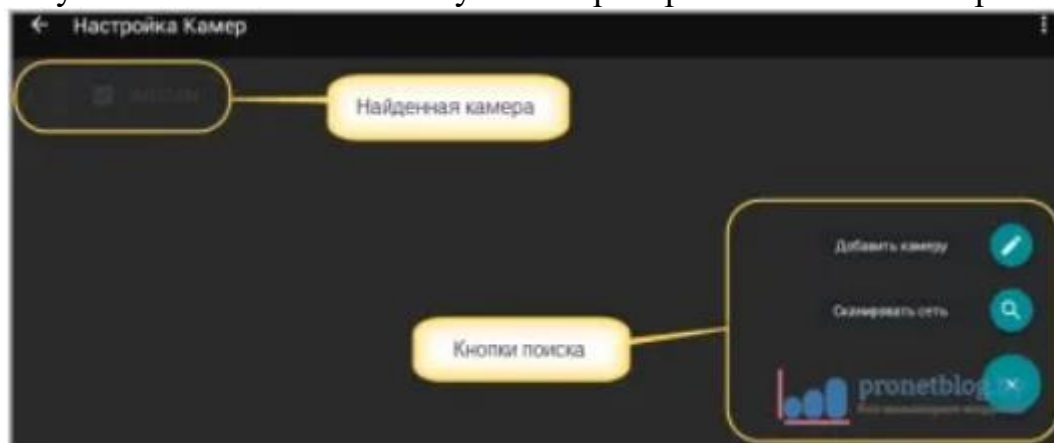 Настройка Камер
Найденная камера
Добавить камеру
Сканировать сеть
Кнопки поиска
pronetblog